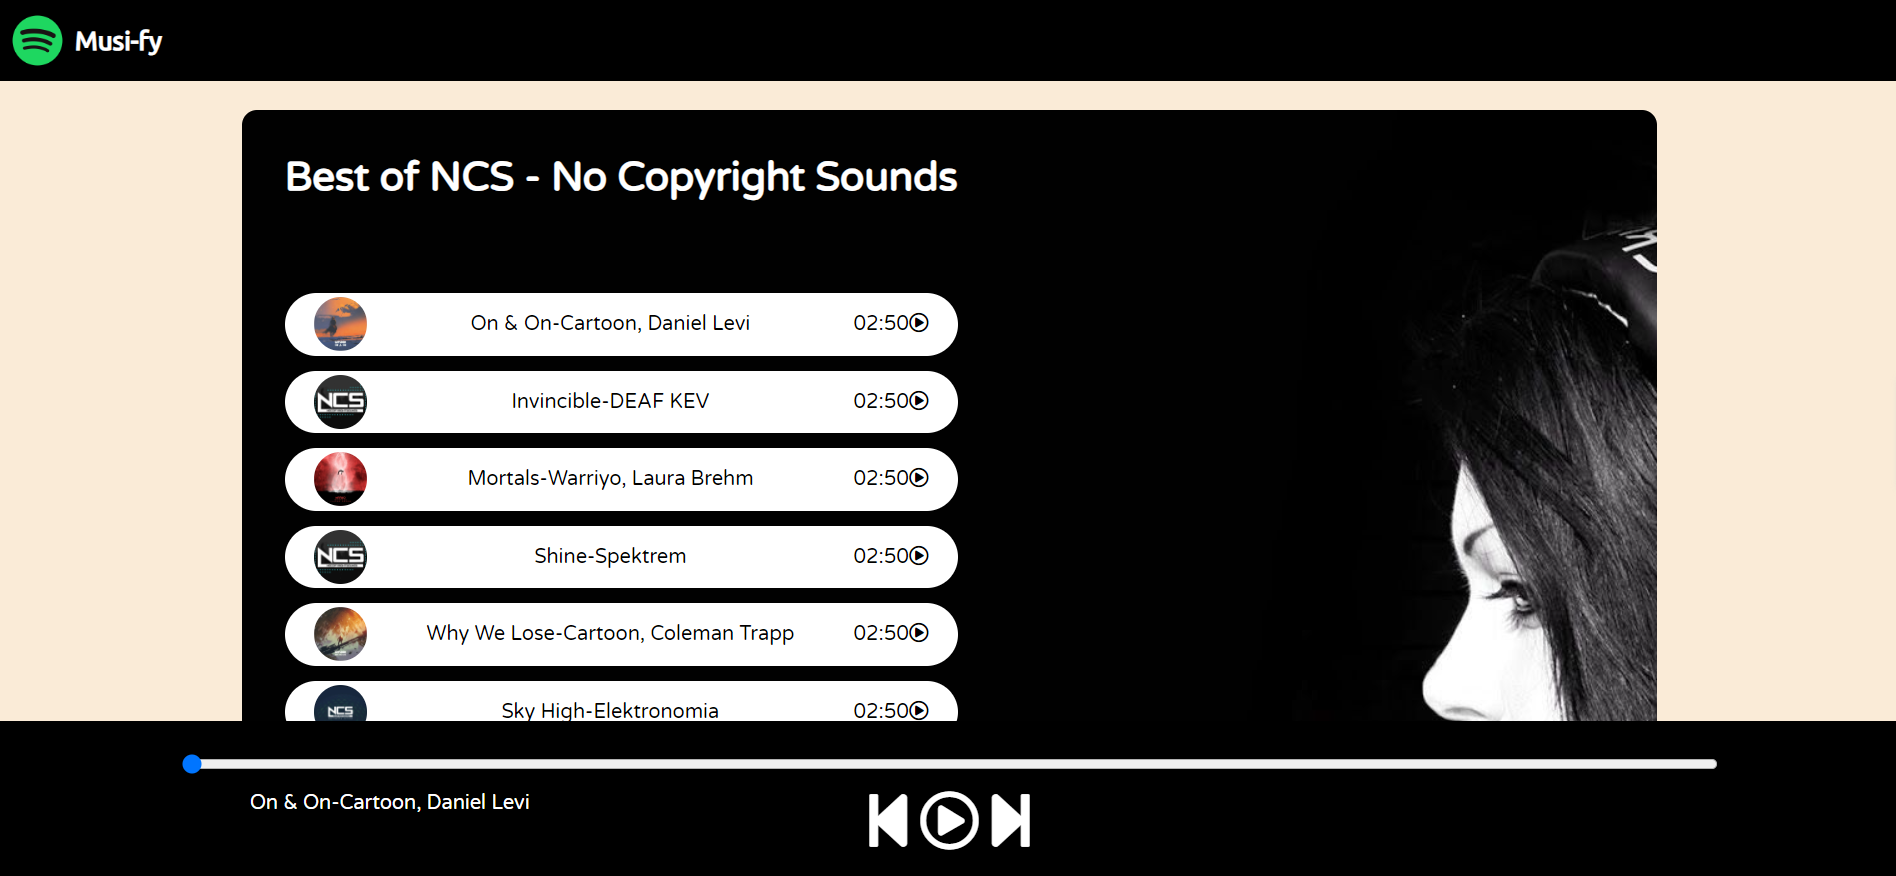 Musi-fy
Best of NCS - No Copyright Sounds
On & On-Cartoon, Daniel Levi 02:50
Invincible-DEAF KEV 02:50
NCS
Mortals-Warriyo, Laura Brehm 02:50
Shine-Spektrem 02:50
NCS
Why We Lose-Cartoon, Coleman Trapp 02:50
Sky High-Elektronomia 02:50
NCS
On & On-Cartoon, Daniel Levi